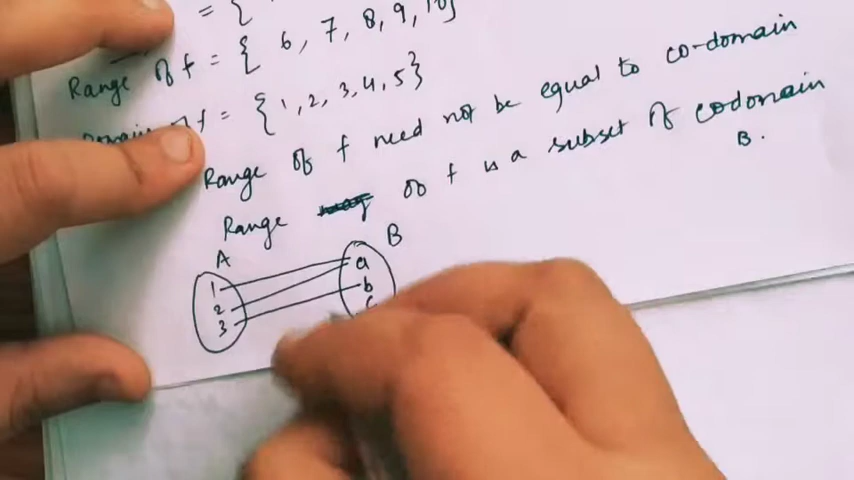 = {
Range of f = { 6, 7, 8, 9, 10}
Domain of f = {1, 2, 3, 4, 5}
Range of f need not be equal to co-domain
Range of f is a subset of codomain
B.
A B
1 a
2 b
3 c